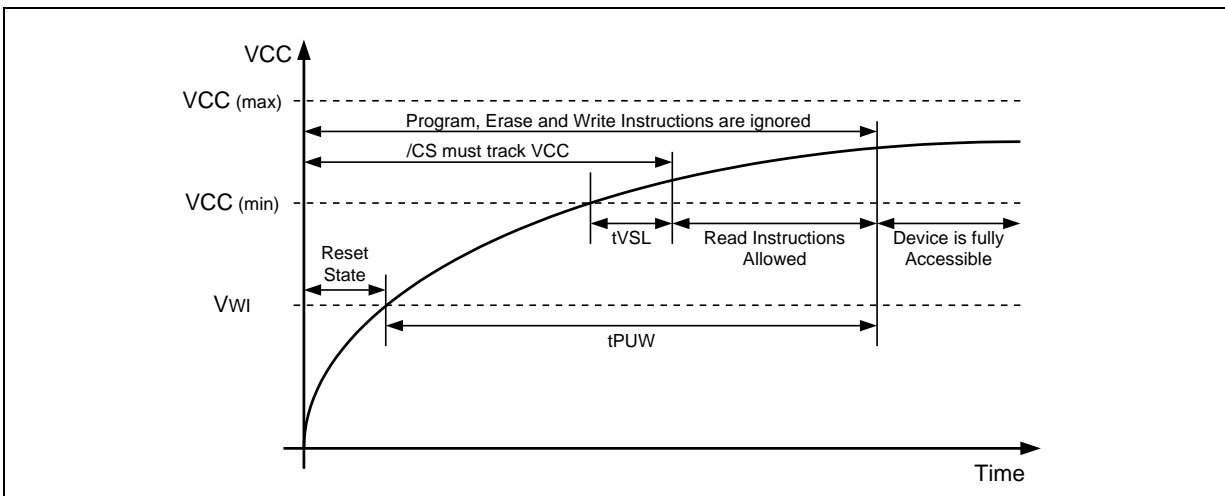 VCC
VCC (max)
Program, Erase and Write Instructions are ignored
/CS must track VCC
VCC (min)
tVSL
Read Instructions
Allowed
Device is fully
Accessible
Reset
State
VWI
tPUW
Time